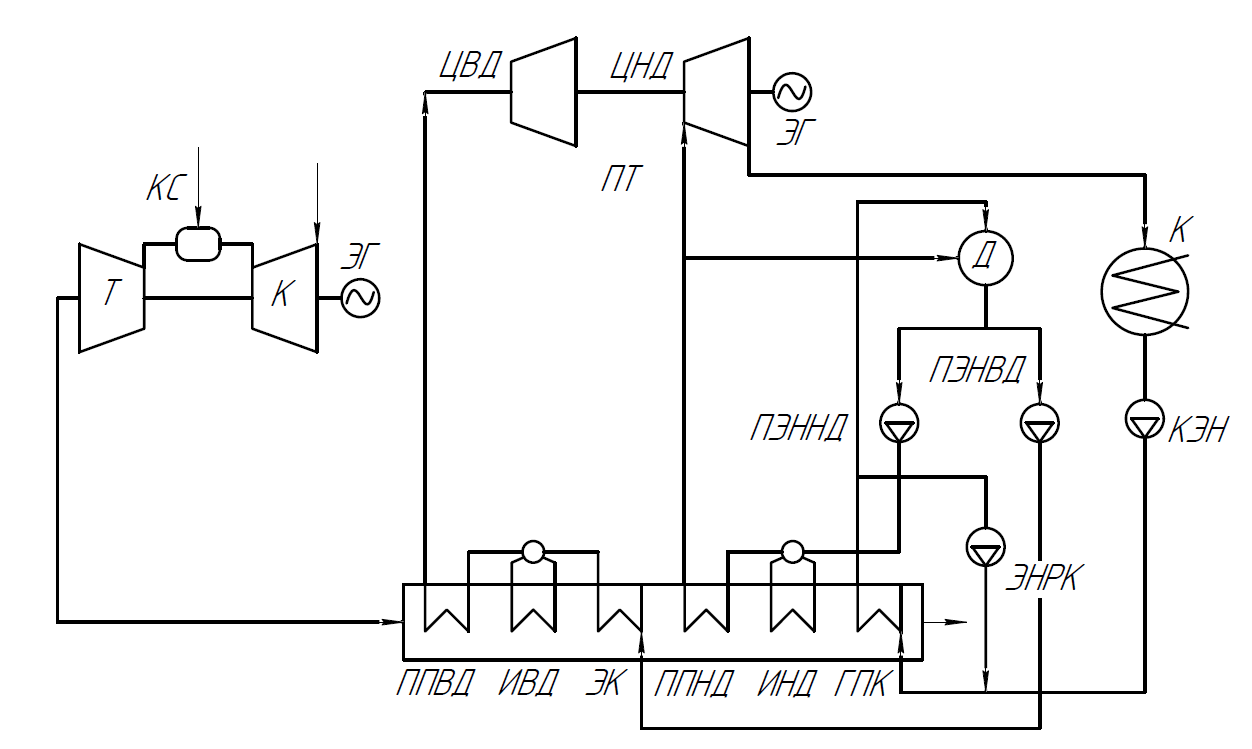 ЦВД
ЦНД
ЭГ
ПТ
КС
ЭГ
К
Т
К
Д
ПЭНВД
ПЭННД
КЭН
ЭНРК
ППВД
ИВД
ЭК
ППНД
ИНД
ГПК